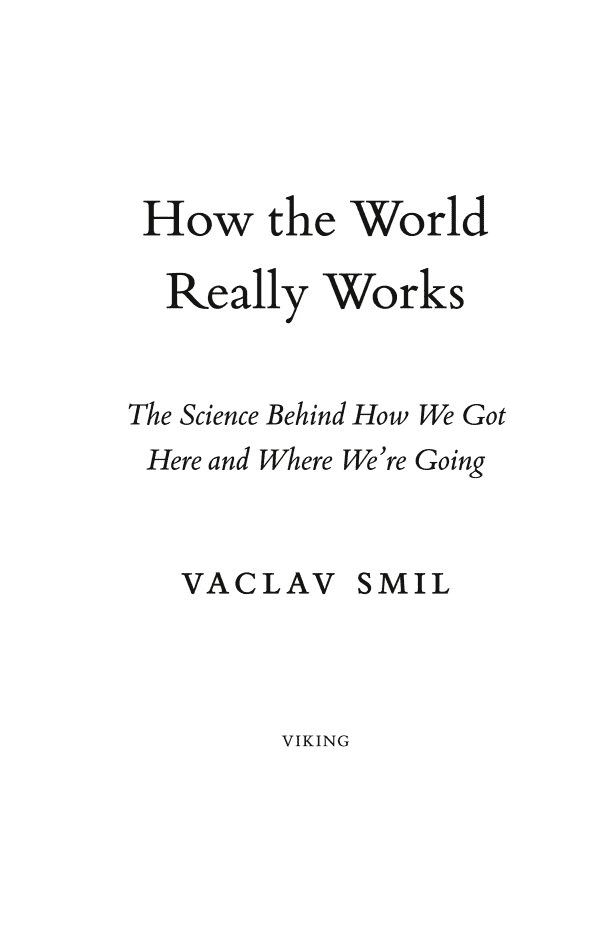 How the World
Really Works
The Science Behind How We Got
Here and Where We're Going
VACLAV SMIL
VIKING